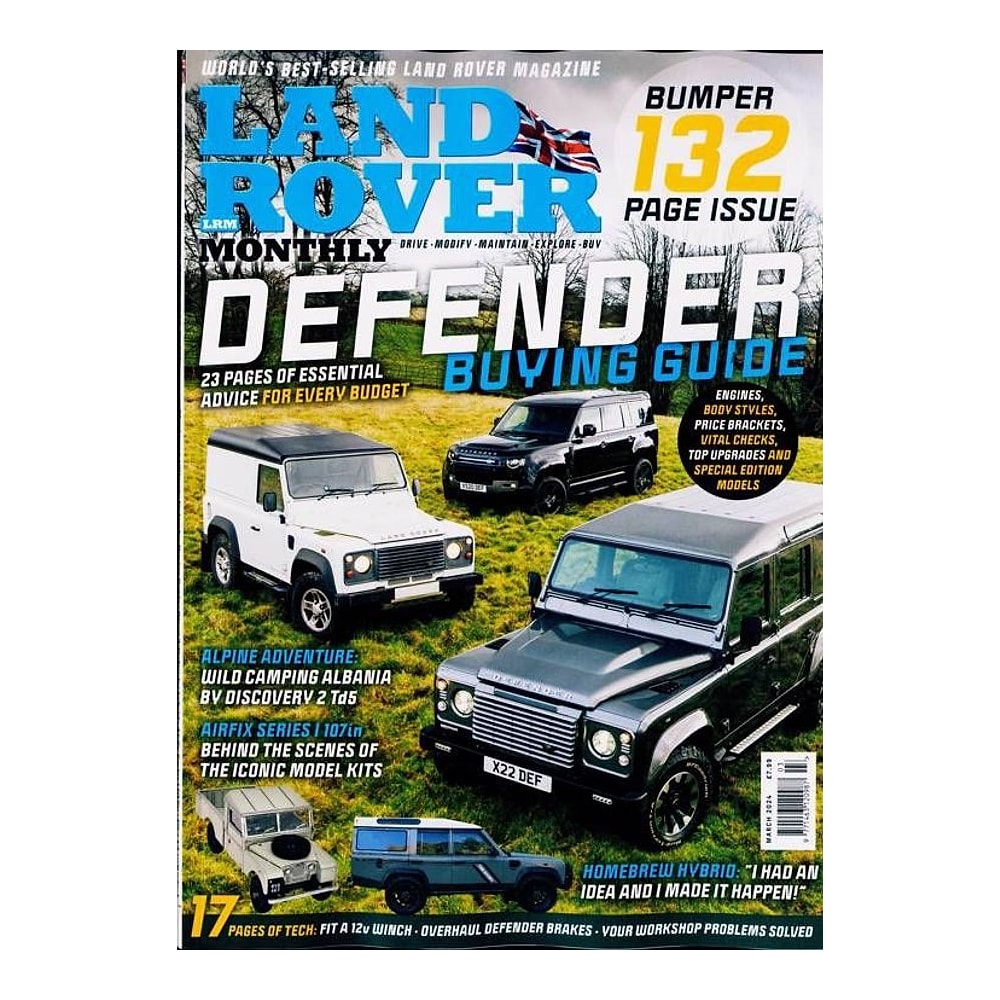 WORLD'S BEST-SELLING LAND ROVER MAGAZINE
LAND
ROVER
LRM
MONTHLY
DRIVE · MODIFY · MAINTAIN · EXPLORE · BUY
BUMPER
132
PAGE ISSUE
DEFENDER
BUYING GUIDE
23 PAGES OF ESSENTIAL
ADVICE FOR EVERY BUDGET
ENGINES,
BODY STYLES,
PRICE BRACKETS,
VITAL CHECKS,
TOP UPGRADES AND
SPECIAL EDITION
MODELS
LAND ROVER
DEFENDER
X22 DEF
ALPINE ADVENTURE:
WILD CAMPING ALBANIA
BY DISCOVERY 2 Td5
AIRFIX SERIES I 107in
BEHIND THE SCENES OF
THE ICONIC MODEL KITS
MARCH 2024 £7.99
03
HOMEBREW HYBRID: "I HAD AN
IDEA AND I MADE IT HAPPEN!"
17 PAGES OF TECH: FIT A 12v WINCH · OVERHAUL DEFENDER BRAKES · YOUR WORKSHOP PROBLEMS SOLVED